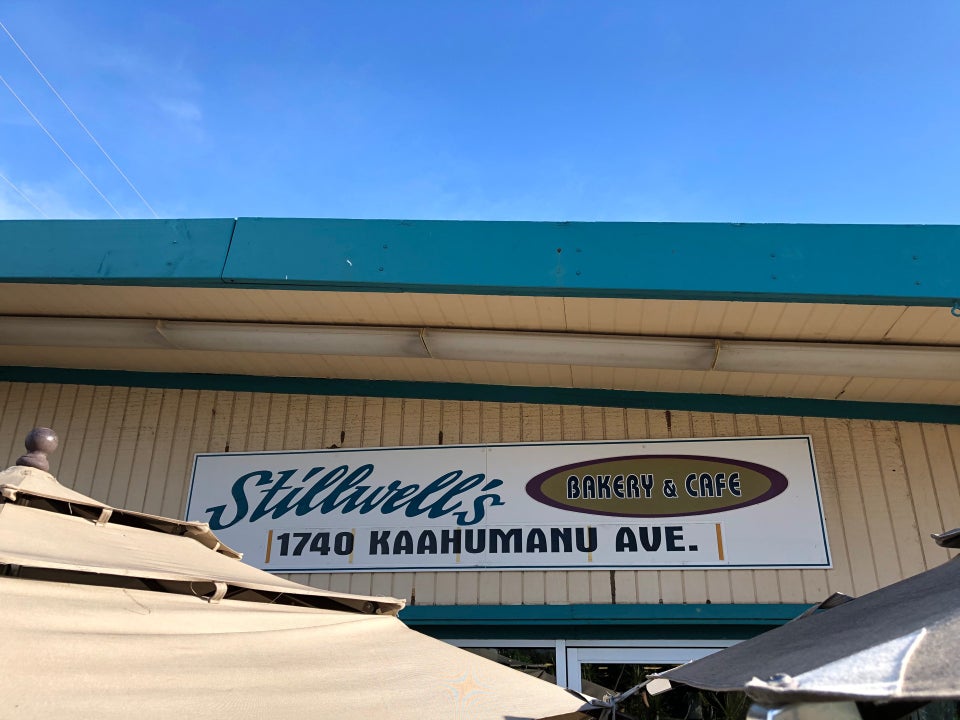 Stillwell's BAKERY & CAFE
1740 KAAHUMANU AVE.